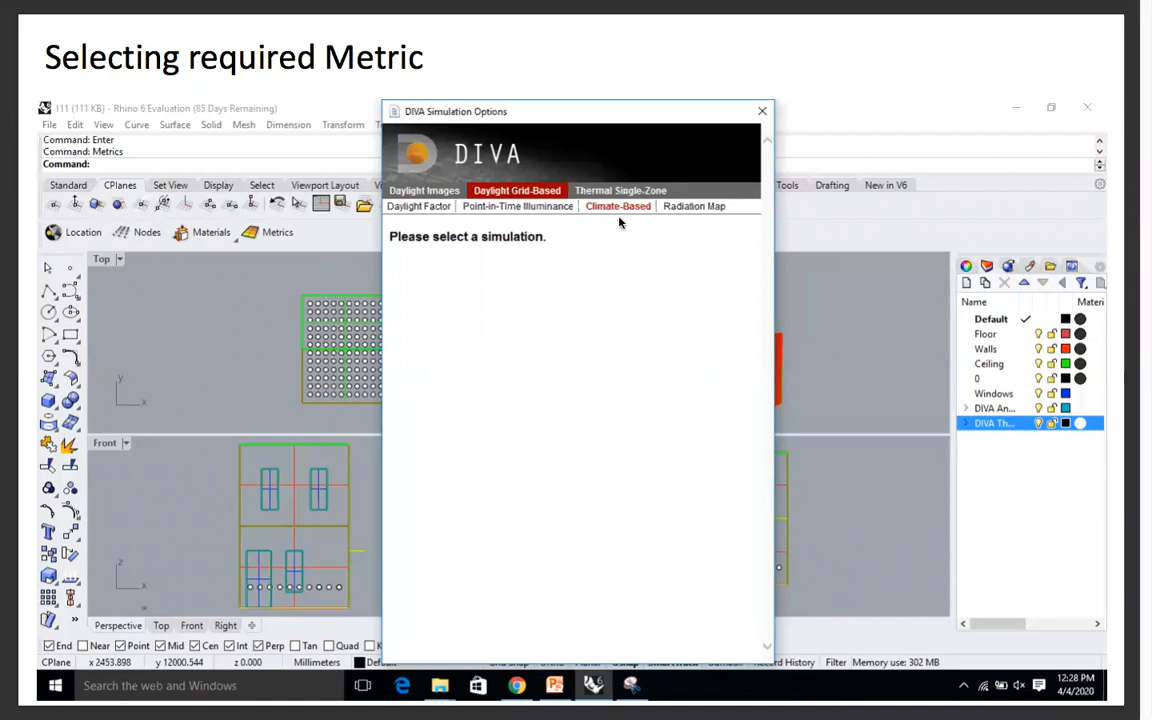 Selecting required Metric
111 (111 KB) - Rhino 6 Evaluation (85 Days Remaining)
File Edit View Curve Surface Solid Mesh Dimension Transform
Command: Enter
Command: Metrics
Command:
Standard CPlanes Set View Display Select Viewport Layout
Tools Drafting New in V6
Location Nodes Materials Metrics
DIVA Simulation Options
DIVA
Daylight Images Daylight Grid-Based Thermal Single-Zone
Daylight Factor Point-in-Time Illuminance Climate-Based Radiation Map
Please select a simulation.
Top
y
x
Front
z
x
Name Materi
Default
Floor
Walls
Ceiling
0
Windows
DIVA An...
DIVA Th...
Perspective Top Front Right
End Near Point Mid Cen Int Perp Tan Quad
CPlane x 2453.898 y 12000.544 z 0.000 Millimeters
Filter Memory use: 302 MB
Search the web and Windows
12:28 PM
4/4/2020